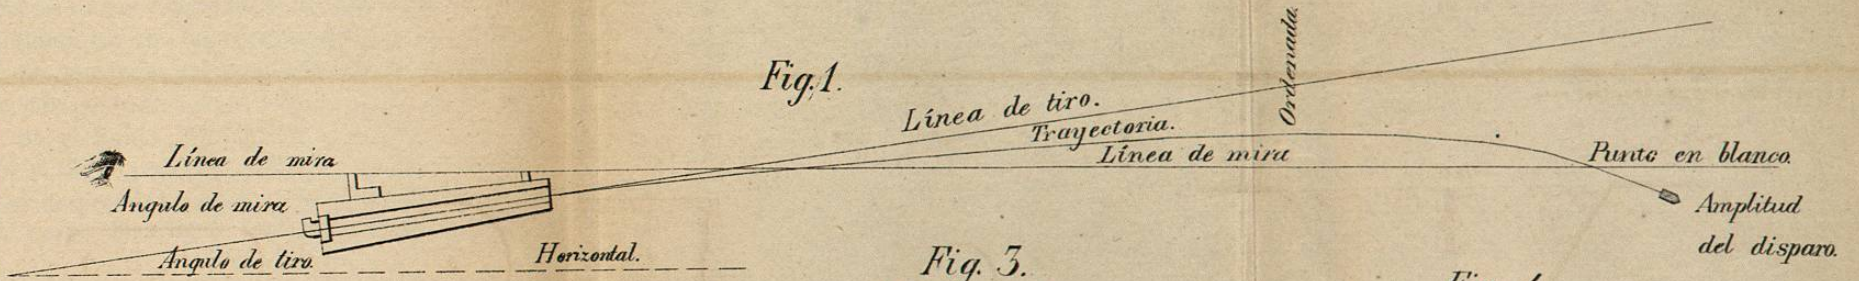 Fig. 1.
Ordenada.
Línea de tiro.
Trayectoria.
Línea de mira
Línea de mira
Punto en blanco.
Angulo de mira
Amplitud
del disparo.
Ángulo de tiro.
Horizontal.
Fig. 3.